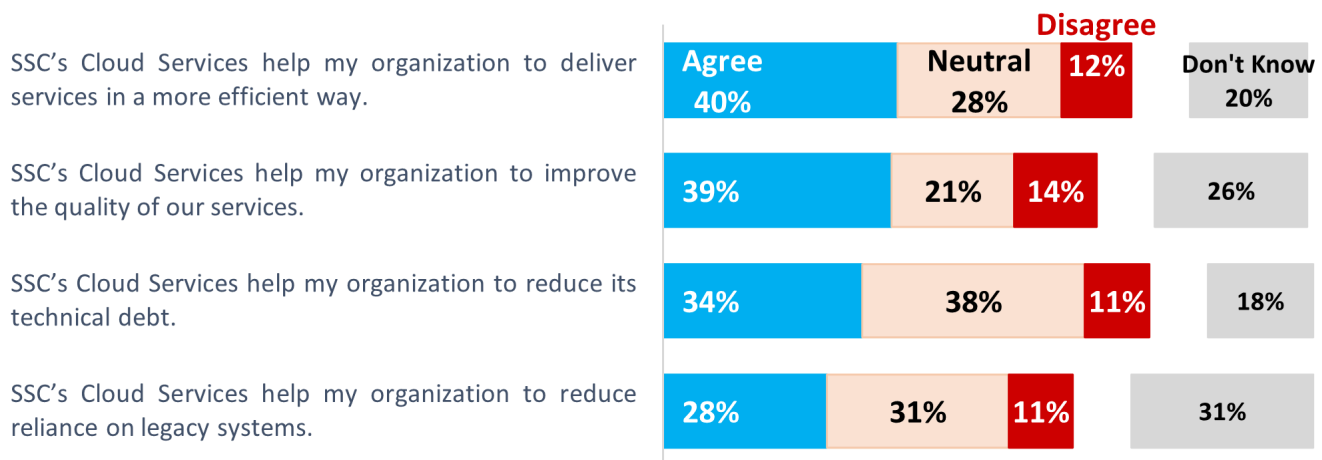 Disagree
SSC’s Cloud Services help my organization to deliver
services in a more efficient way.
Agree
40%
Neutral
28%
12%
Don't Know
20%
SSC’s Cloud Services help my organization to improve
the quality of our services.
39%
21%
14%
26%
SSC’s Cloud Services help my organization to reduce its
technical debt.
34%
38%
11%
18%
SSC’s Cloud Services help my organization to reduce
reliance on legacy systems.
28%
31%
11%
31%